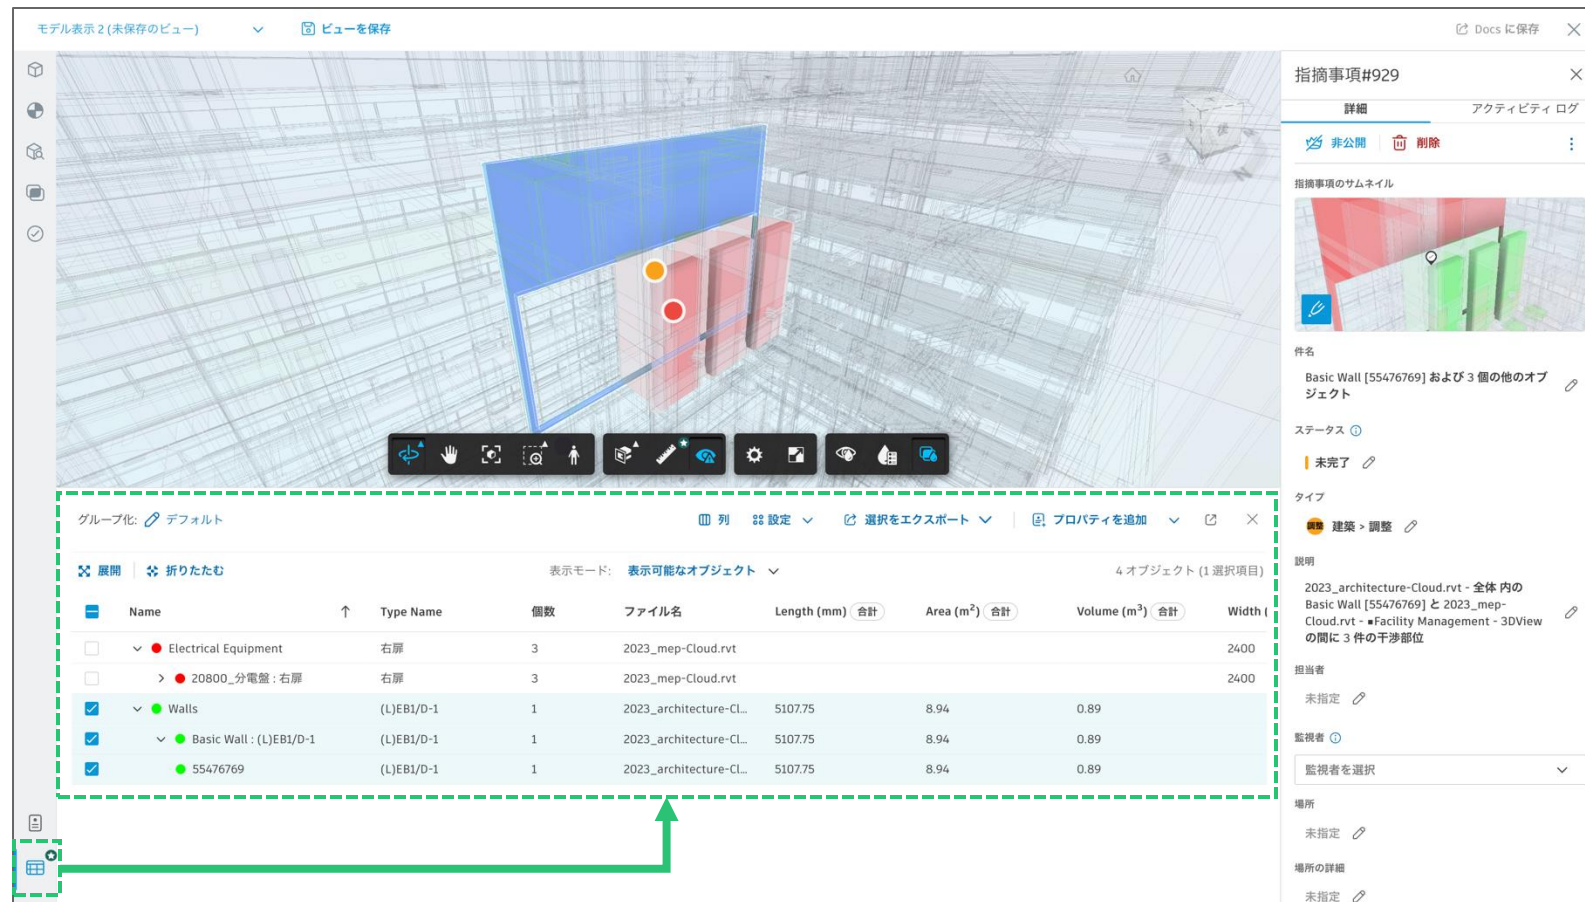 モデル表示 2 (未保存のビュー)
ビューを保存
Docs に保存
指摘事項#929
詳細
アクティビティ ログ
非公開
削除
指摘事項のサムネイル
件名
Basic Wall [55476769] および 3 個の他のオブ
ジェクト
ステータス
未完了
タイプ
調整
建築 > 調整
説明
2023_architecture-Cloud.rvt - 全体 内の
Basic Wall [55476769] と 2023_mep-
Cloud.rvt - ■Facility Management - 3DView
の間に 3 件の干渉部位
担当者
未指定
監視者
監視者を選択
場所
未指定
場所の詳細
未指定
グループ化: デフォルト
列
設定
選択をエクスポート
プロパティを追加
展開
折りたたむ
表示モード: 表示可能なオブジェクト
4 オブジェクト (1 選択項目)
Name Type Name 個数 ファイル名 Length (mm) 合計 Area (m²) 合計 Volume (m³) 合計 Width (
Electrical Equipment 右扉 3 2023_mep-Cloud.rvt 2400
20800_分電盤 : 右扉 右扉 3 2023_mep-Cloud.rvt 2400
Walls (L)EB1/D-1 1 2023_architecture-Cl... 5107.75 8.94 0.89
Basic Wall : (L)EB1/D-1 (L)EB1/D-1 1 2023_architecture-Cl... 5107.75 8.94 0.89
55476769 (L)EB1/D-1 1 2023_architecture-Cl... 5107.75 8.94 0.89